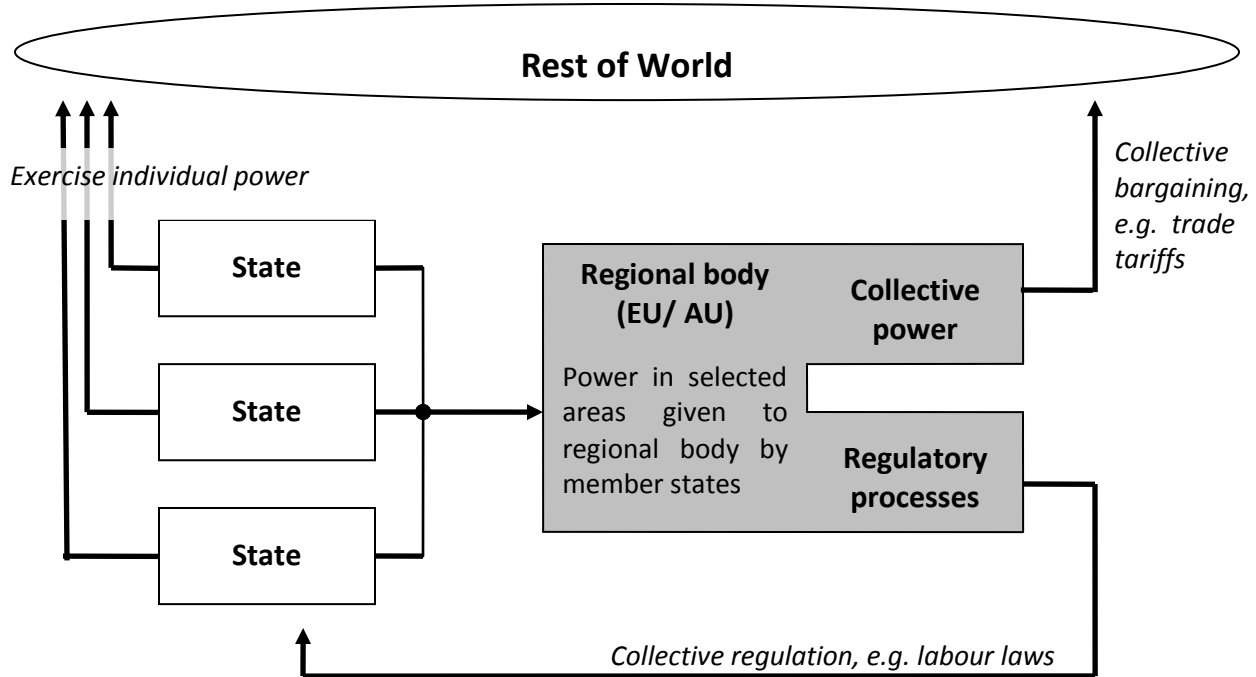 Rest of World
Exercise individual power
Collective
bargaining,
e.g. trade
tariffs
State
State
State
Regional body
(EU/ AU)
Power in selected
areas given to
regional body by
member states
Collective
power
Regulatory
processes
Collective regulation, e.g. labour laws